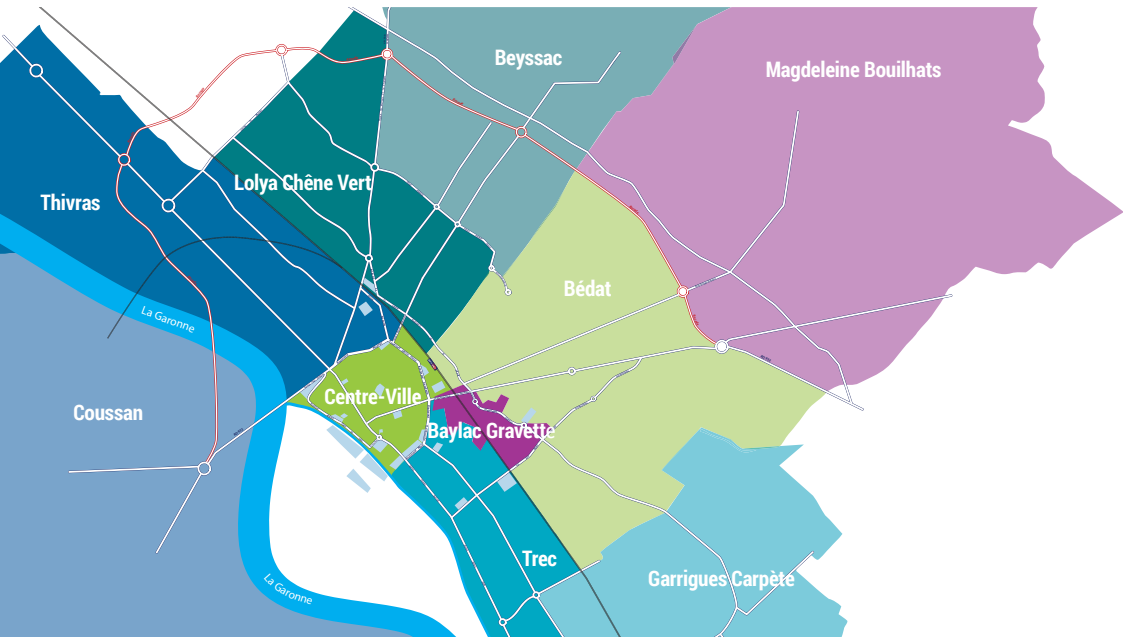 Beyssac
Magdeleine Bouilhats
Lolya Chêne Vert
Thivras
Bédat
La Garonne
Centre-Ville
Coussan
Baylac Gravette
Trec
Garrigues Carpète
La Garonne